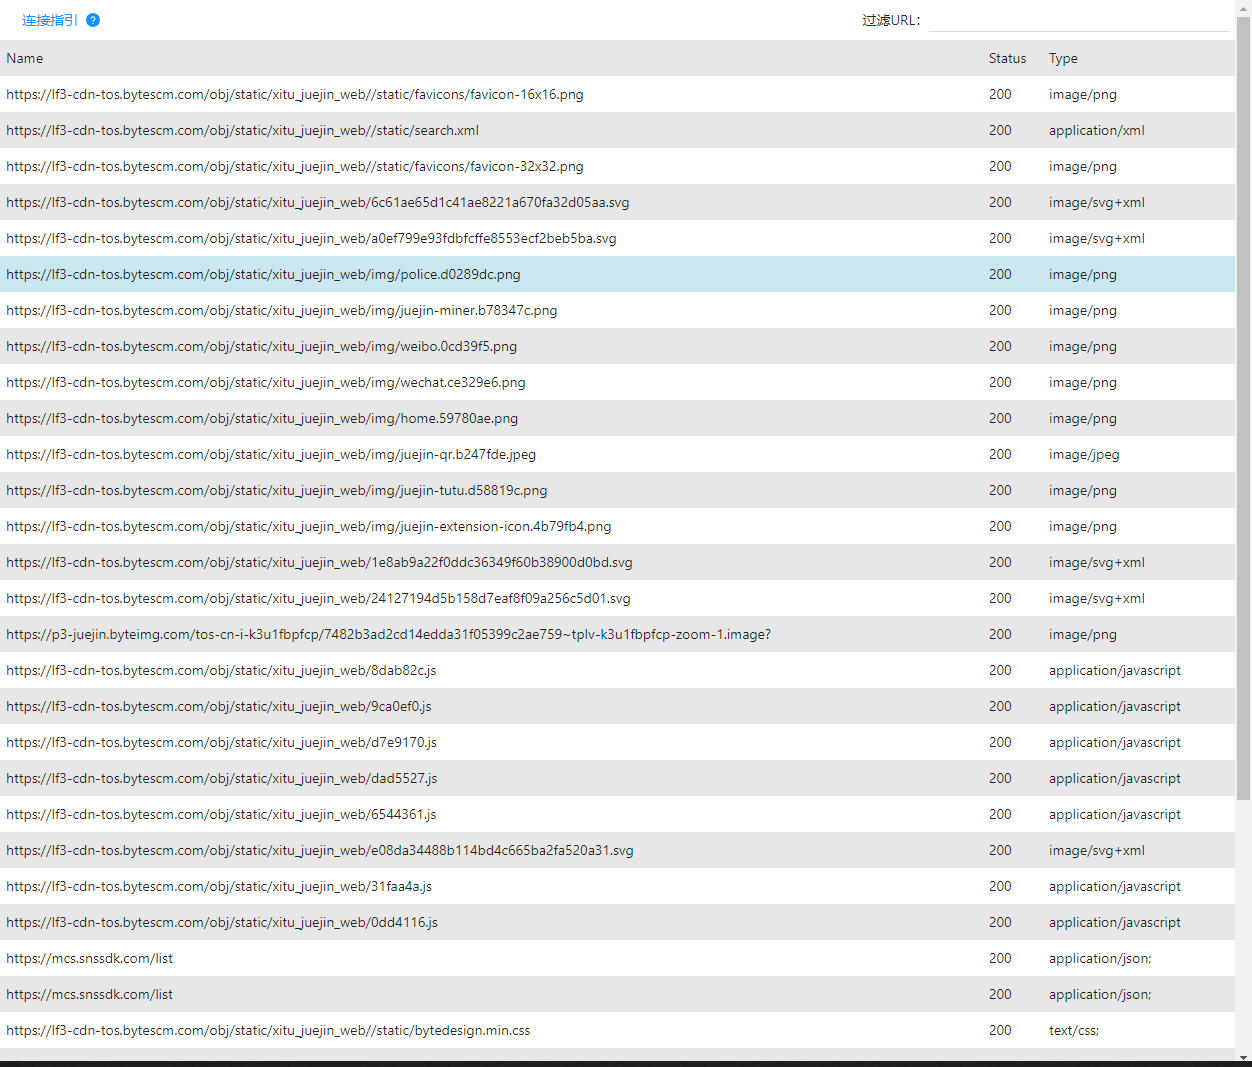 连接指引 ?
过滤URL：
Name Status Type
https://lf3-cdn-tos.bytescm.com/obj/static/xitu_juejin_web//static/favicons/favicon-16x16.png 200 image/png
https://lf3-cdn-tos.bytescm.com/obj/static/xitu_juejin_web//static/search.xml 200 application/xml
https://lf3-cdn-tos.bytescm.com/obj/static/xitu_juejin_web//static/favicons/favicon-32x32.png 200 image/png
https://lf3-cdn-tos.bytescm.com/obj/static/xitu_juejin_web/6c61ae65d1c41ae8221a670fa32d05aa.svg 200 image/svg+xml
https://lf3-cdn-tos.bytescm.com/obj/static/xitu_juejin_web/a0ef799e93fdbfcffe8553ecf2beb5ba.svg 200 image/svg+xml
https://lf3-cdn-tos.bytescm.com/obj/static/xitu_juejin_web/img/police.d0289dc.png 200 image/png
https://lf3-cdn-tos.bytescm.com/obj/static/xitu_juejin_web/img/juejin-miner.b78347c.png 200 image/png
https://lf3-cdn-tos.bytescm.com/obj/static/xitu_juejin_web/img/weibo.0cd39f5.png 200 image/png
https://lf3-cdn-tos.bytescm.com/obj/static/xitu_juejin_web/img/wechat.ce329e6.png 200 image/png
https://lf3-cdn-tos.bytescm.com/obj/static/xitu_juejin_web/img/home.59780ae.png 200 image/png
https://lf3-cdn-tos.bytescm.com/obj/static/xitu_juejin_web/img/juejin-qr.b247fde.jpeg 200 image/jpeg
https://lf3-cdn-tos.bytescm.com/obj/static/xitu_juejin_web/img/juejin-tutu.d58819c.png 200 image/png
https://lf3-cdn-tos.bytescm.com/obj/static/xitu_juejin_web/img/juejin-extension-icon.4b79fb4.png 200 image/png
https://lf3-cdn-tos.bytescm.com/obj/static/xitu_juejin_web/1e8ab9a22f0ddc36349f60b38900d0bd.svg 200 image/svg+xml
https://lf3-cdn-tos.bytescm.com/obj/static/xitu_juejin_web/24127194d5b158d7eaf8f09a256c5d01.svg 200 image/svg+xml
https://p3-juejin.byteimg.com/tos-cn-i-k3u1fbpfcp/7482b3ad2cd14edda31f05399c2ae759~tplv-k3u1fbpfcp-zoom-1.image? 200 image/png
https://lf3-cdn-tos.bytescm.com/obj/static/xitu_juejin_web/8dab82c.js 200 application/javascript
https://lf3-cdn-tos.bytescm.com/obj/static/xitu_juejin_web/9ca0ef0.js 200 application/javascript
https://lf3-cdn-tos.bytescm.com/obj/static/xitu_juejin_web/d7e9170.js 200 application/javascript
https://lf3-cdn-tos.bytescm.com/obj/static/xitu_juejin_web/dad5527.js 200 application/javascript
https://lf3-cdn-tos.bytescm.com/obj/static/xitu_juejin_web/6544361.js 200 application/javascript
https://lf3-cdn-tos.bytescm.com/obj/static/xitu_juejin_web/e08da34488b114bd4c665ba2fa520a31.svg 200 image/svg+xml
https://lf3-cdn-tos.bytescm.com/obj/static/xitu_juejin_web/31faa4a.js 200 application/javascript
https://lf3-cdn-tos.bytescm.com/obj/static/xitu_juejin_web/0dd4116.js 200 application/javascript
https://mcs.snssdk.com/list 200 application/json;
https://mcs.snssdk.com/list 200 application/json;
https://lf3-cdn-tos.bytescm.com/obj/static/xitu_juejin_web//static/bytedesign.min.css 200 text/css;